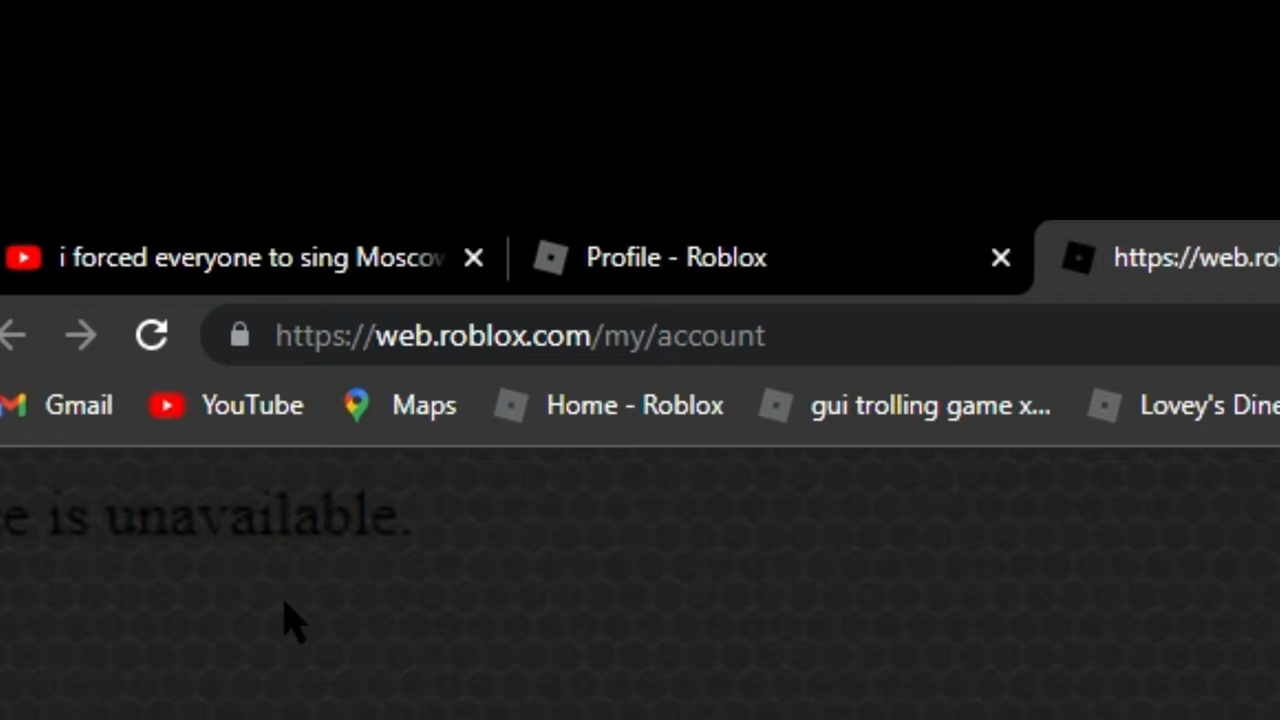 i forced everyone to sing Moscow Profile - Roblox https://web.ro
https://web.roblox.com/my/account
Gmail YouTube Maps Home - Roblox gui trolling game x... Lovey's Dine
e is unavailable.